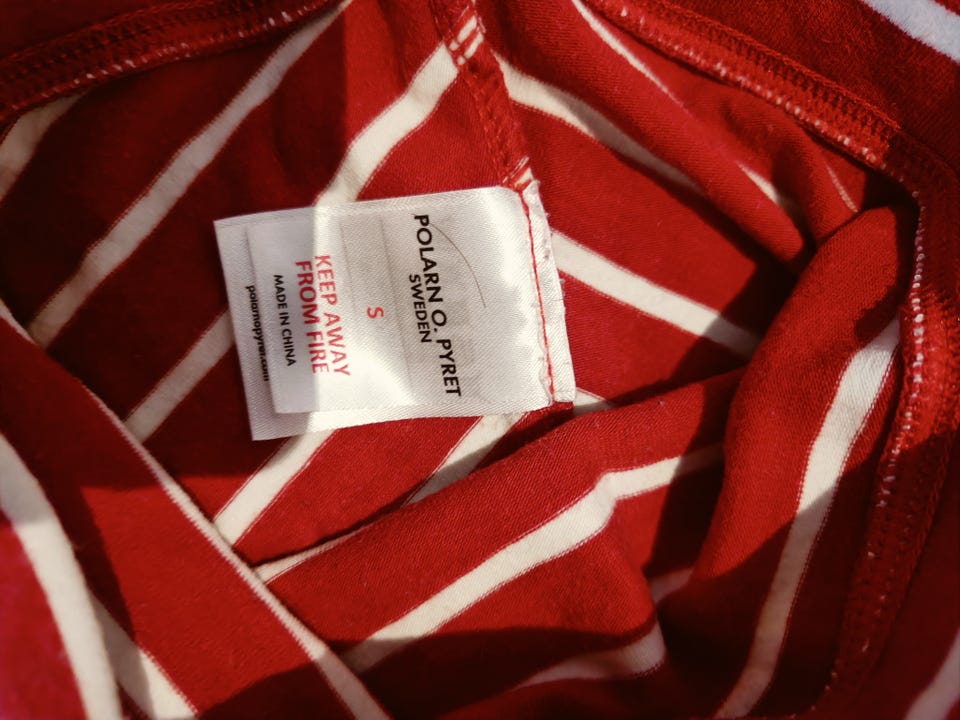 POLARN O. PYRET
SWEDEN
S
KEEP AWAY
FROM FIRE
MADE IN CHINA
polarnopyret.com